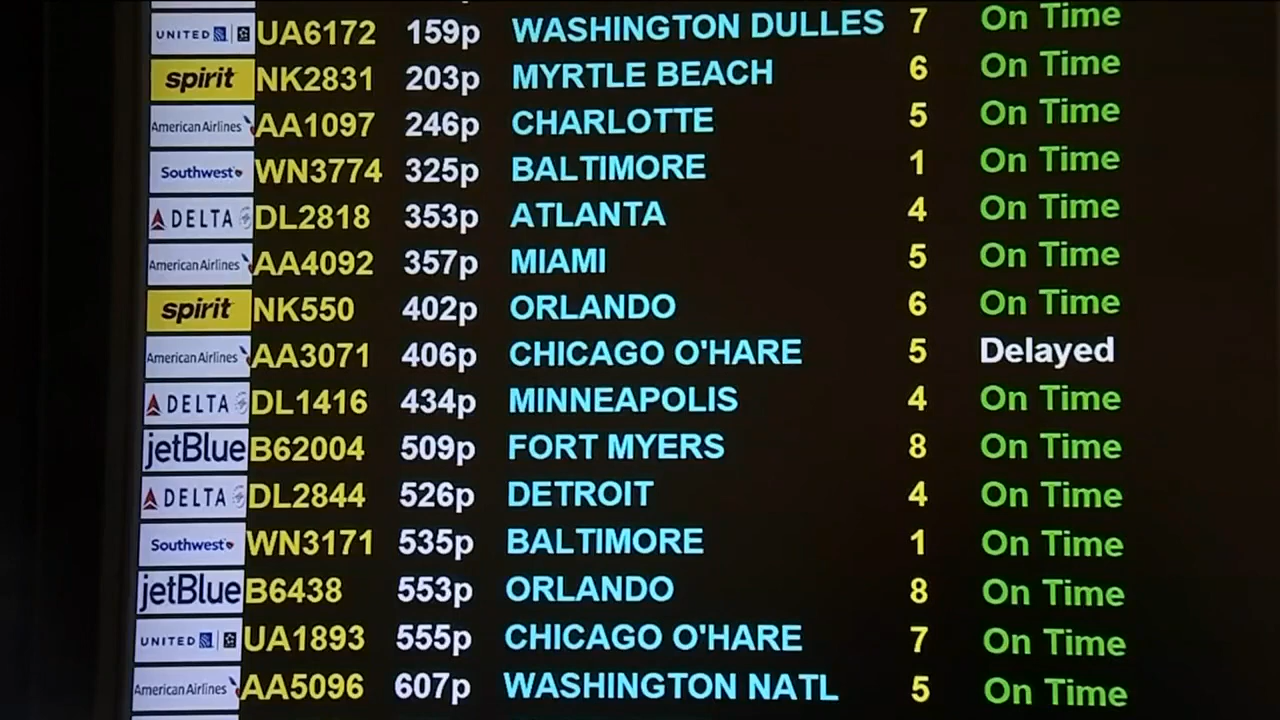 UNITED UA6172 159p WASHINGTON DULLES 7 On Time
spirit NK2831 203p MYRTLE BEACH 6 On Time
American Airlines AA1097 246p CHARLOTTE 5 On Time
Southwest WN3774 325p BALTIMORE 1 On Time
DELTA DL2818 353p ATLANTA 4 On Time
American Airlines AA4092 357p MIAMI 5 On Time
spirit NK550 402p ORLANDO 6 On Time
American Airlines AA3071 406p CHICAGO O'HARE 5 Delayed
DELTA DL1416 434p MINNEAPOLIS 4 On Time
jetBlue B62004 509p FORT MYERS 8 On Time
DELTA DL2844 526p DETROIT 4 On Time
Southwest WN3171 535p BALTIMORE 1 On Time
jetBlue B6438 553p ORLANDO 8 On Time
UNITED UA1893 555p CHICAGO O'HARE 7 On Time
American Airlines AA5096 607p WASHINGTON NATL 5 On Time